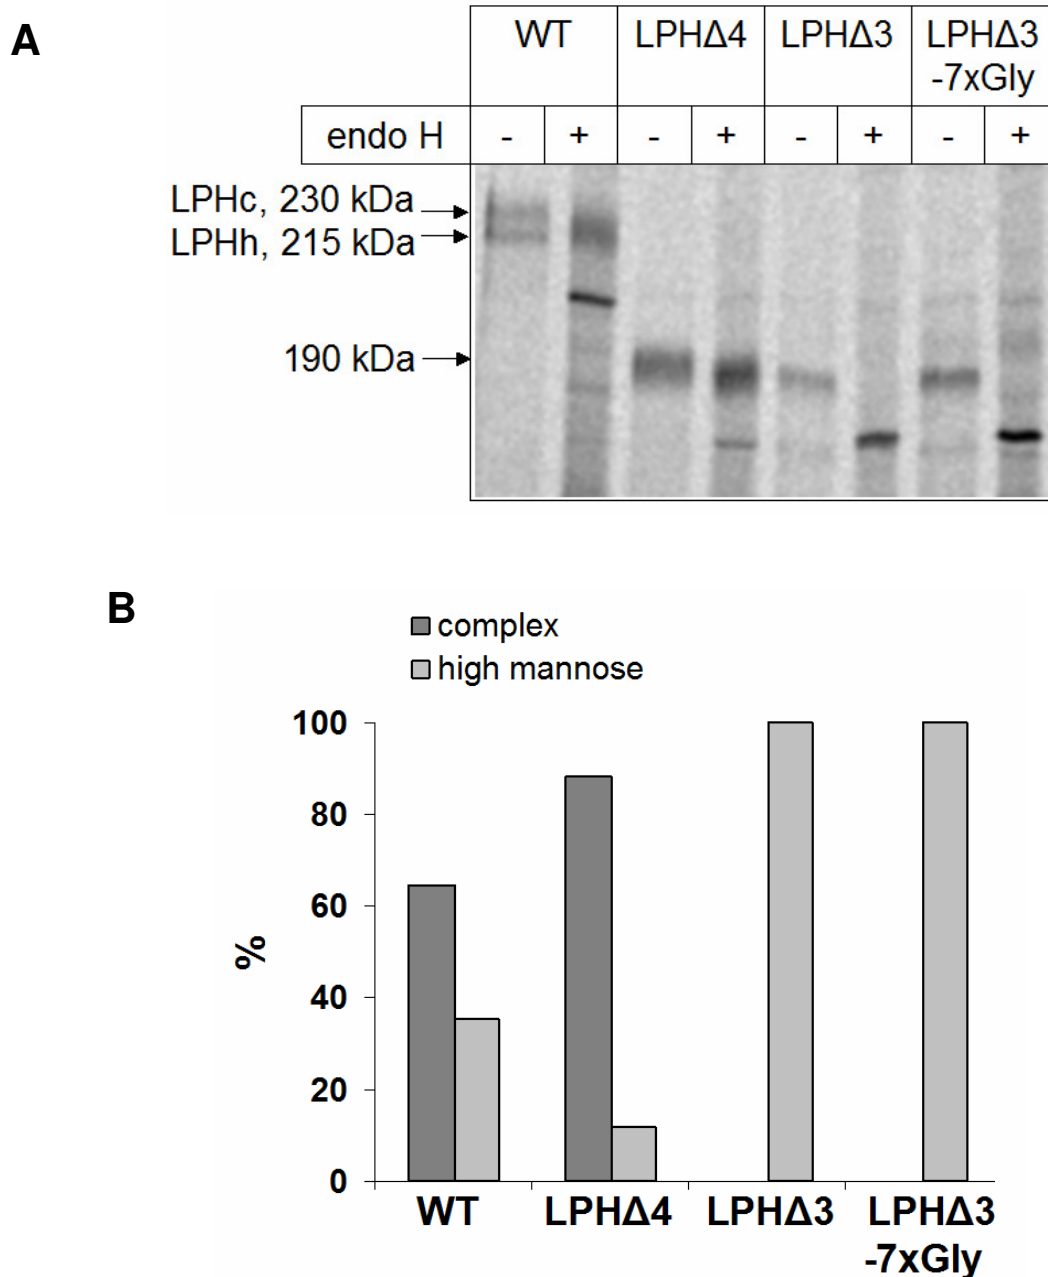 A
WT LPHΔ4 LPHΔ3 LPHΔ3
-7xGly
endo H - + - + - + - +
LPHc, 230 kDa
LPHh, 215 kDa
190 kDa
B
complex
high mannose
100
80
60
40
20
0
%
WT LPHΔ4 LPHΔ3 LPHΔ3
-7xGly